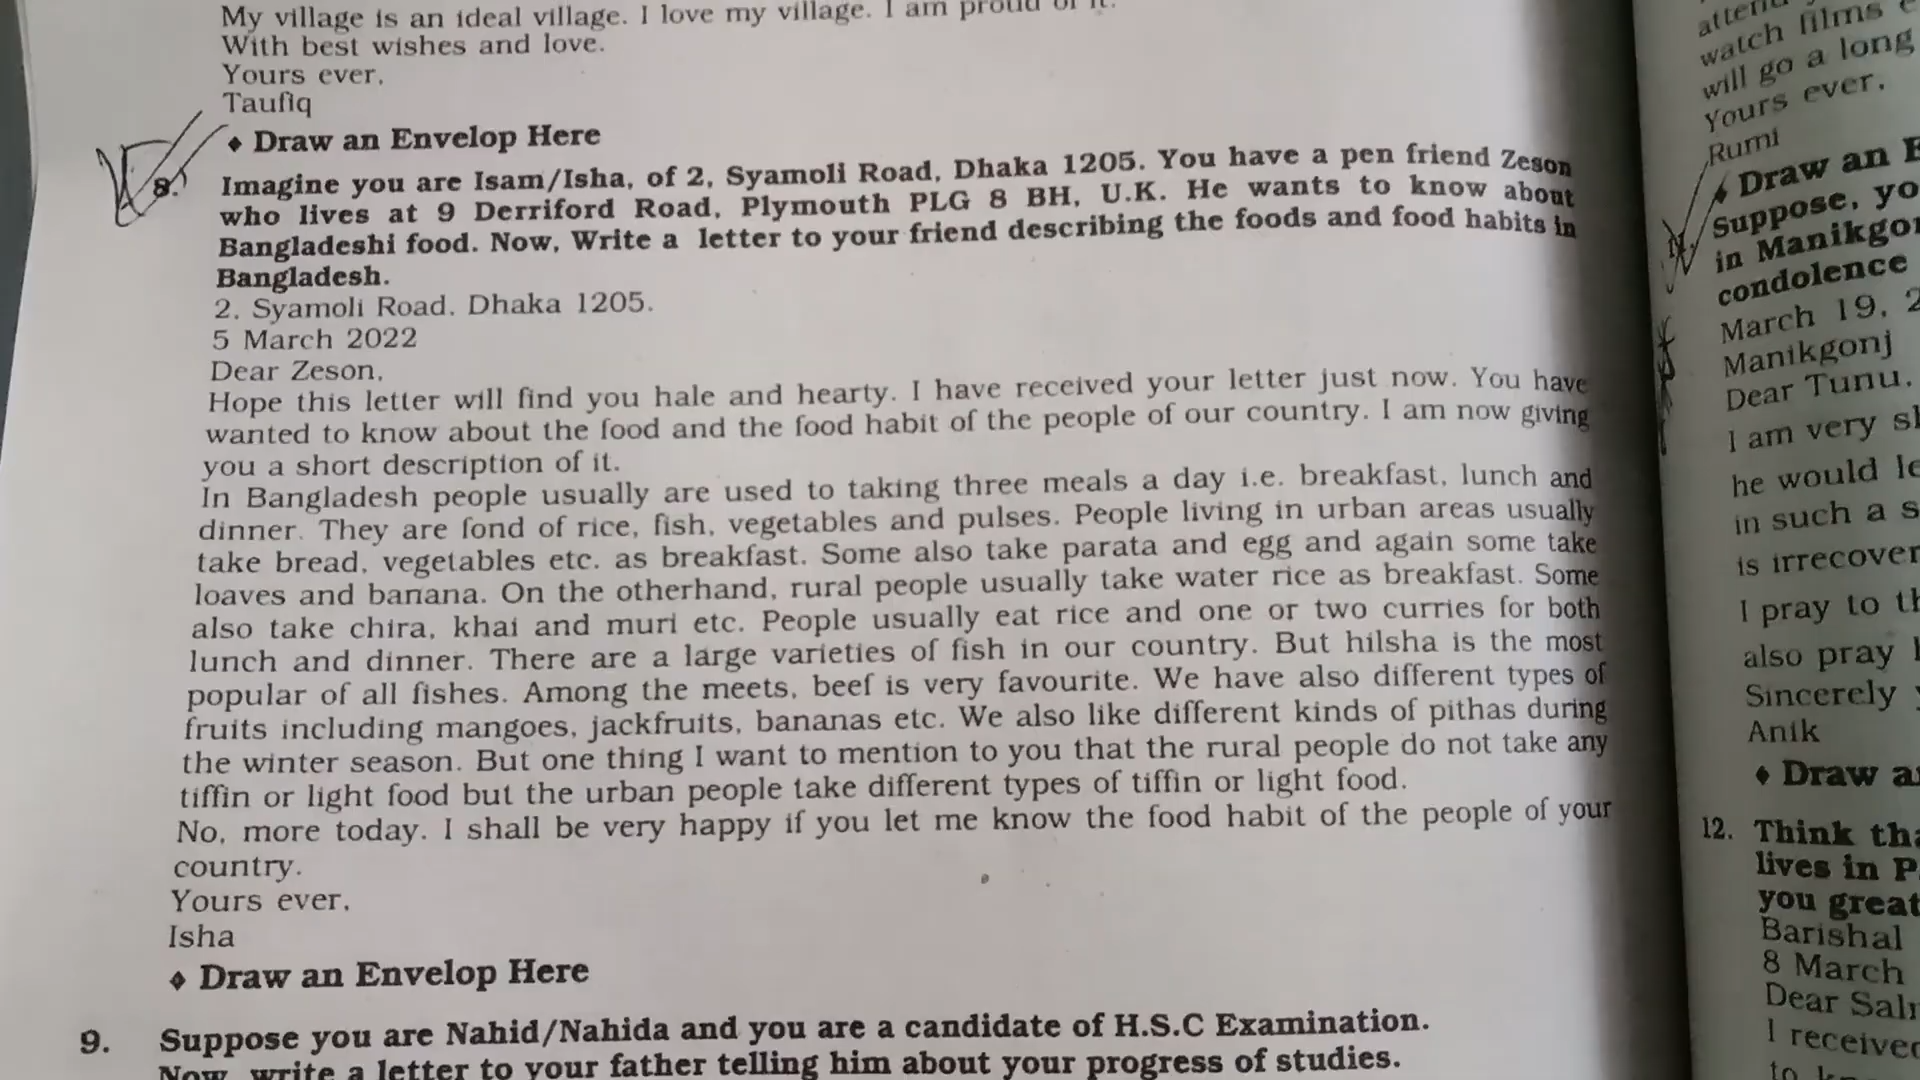 My village is an ideal village. I love my village. I am proud of it.
With best wishes and love.
Yours ever,
Taufiq
♦ Draw an Envelop Here
8. Imagine you are Isam/Isha, of 2, Syamoli Road, Dhaka 1205. You have a pen friend Zeson
who lives at 9 Derriford Road, Plymouth PLG 8 BH, U.K. He wants to know about
Bangladeshi food. Now, Write a letter to your friend describing the foods and food habits in
Bangladesh.
2, Syamoli Road, Dhaka 1205.
5 March 2022
Dear Zeson,
Hope this letter will find you hale and hearty. I have received your letter just now. You have
wanted to know about the food and the food habit of the people of our country. I am now giving
you a short description of it.
In Bangladesh people usually are used to taking three meals a day i.e. breakfast, lunch and
dinner. They are fond of rice, fish, vegetables and pulses. People living in urban areas usually
take bread, vegetables etc. as breakfast. Some also take parata and egg and again some take
loaves and banana. On the otherhand, rural people usually take water rice as breakfast. Some
also take chira, khai and muri etc. People usually eat rice and one or two curries for both
lunch and dinner. There are a large varieties of fish in our country. But hilsha is the most
popular of all fishes. Among the meets, beef is very favourite. We have also different types of
fruits including mangoes, jackfruits, bananas etc. We also like different kinds of pithas during
the winter season. But one thing I want to mention to you that the rural people do not take any
tiffin or light food but the urban people take different types of tiffin or light food.
No, more today. I shall be very happy if you let me know the food habit of the people of your
country.
Yours ever,
Isha
♦ Draw an Envelop Here
9. Suppose you are Nahid/Nahida and you are a candidate of H.S.C Examination.
Now, write a letter to your father telling him about your progress of studies.
watch films
will go a long
Yours ever,
Rumi
♦ Draw an
Suppose,
in
condolence
March 19,
Manikgonj
Dear Tunu,
I am very
he would
in such a
is
I pray to
also pray
Sincerely
Anik
♦ Draw
12. Think
lives in
you great
Barishal
8 March
Dear
I
to